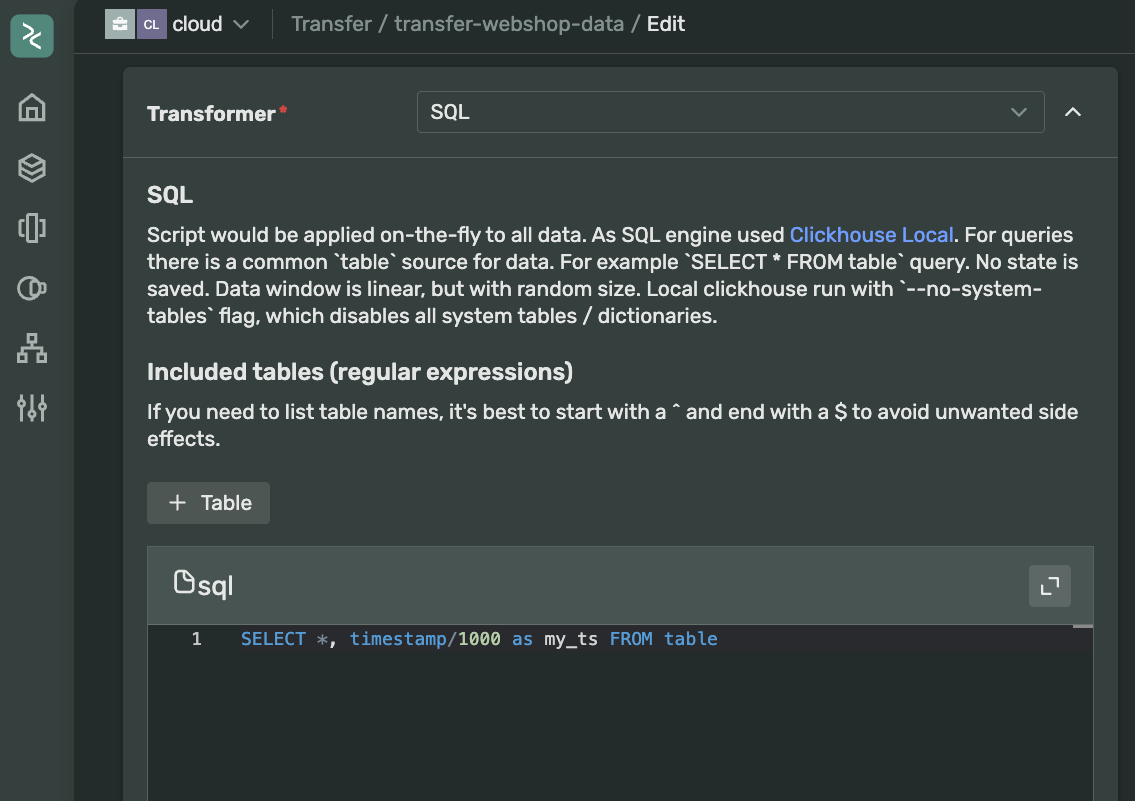 CL cloud Transfer / transfer-webshop-data / Edit
Transformer* SQL
SQL
Script would be applied on-the-fly to all data. As SQL engine used Clickhouse Local. For queries
there is a common `table` source for data. For example `SELECT * FROM table` query. No state is
saved. Data window is linear, but with random size. Local clickhouse run with `--no-system-
tables` flag, which disables all system tables / dictionaries.
Included tables (regular expressions)
If you need to list table names, it's best to start with a ^ and end with a $ to avoid unwanted side
effects.
+ Table
sql
1 SELECT *, timestamp/1000 as my_ts FROM table